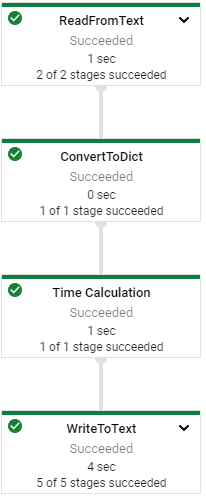 ReadFromText
Succeeded
1 sec
2 of 2 stages succeeded
ConvertToDict
Succeeded
0 sec
1 of 1 stage succeeded
Time Calculation
Succeeded
1 sec
1 of 1 stage succeeded
WriteToText
Succeeded
4 sec
5 of 5 stages succeeded